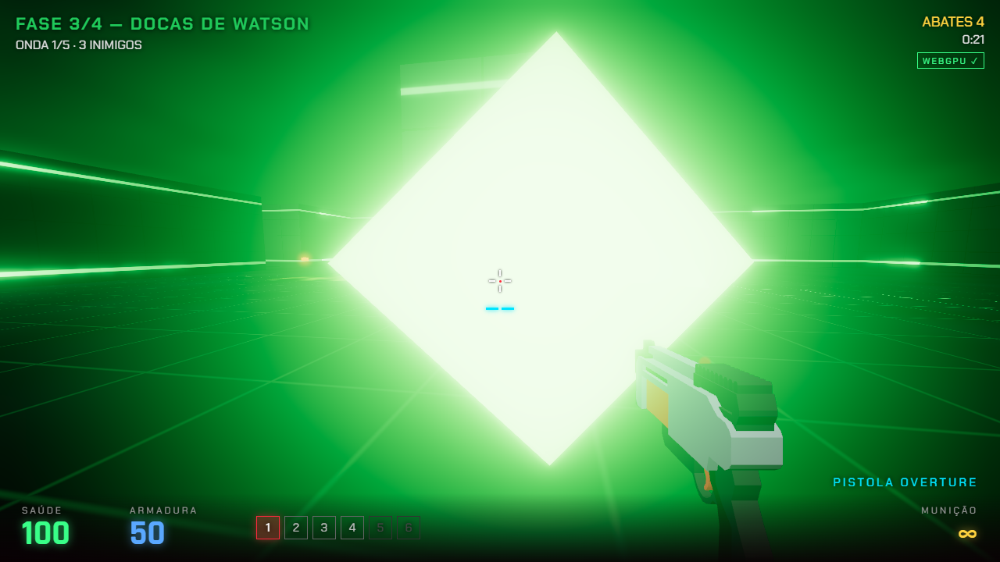 FASE 3/4 — DOCAS DE WATSON
ONDA 1/5 · 3 INIMIGOS
ABATES 4
0:21
WEBGPU ✓
PISTOLA OVERTURE
SAÚDE
100
ARMADURA
50
1 2 3 4 5 6
MUNIÇÃO
∞